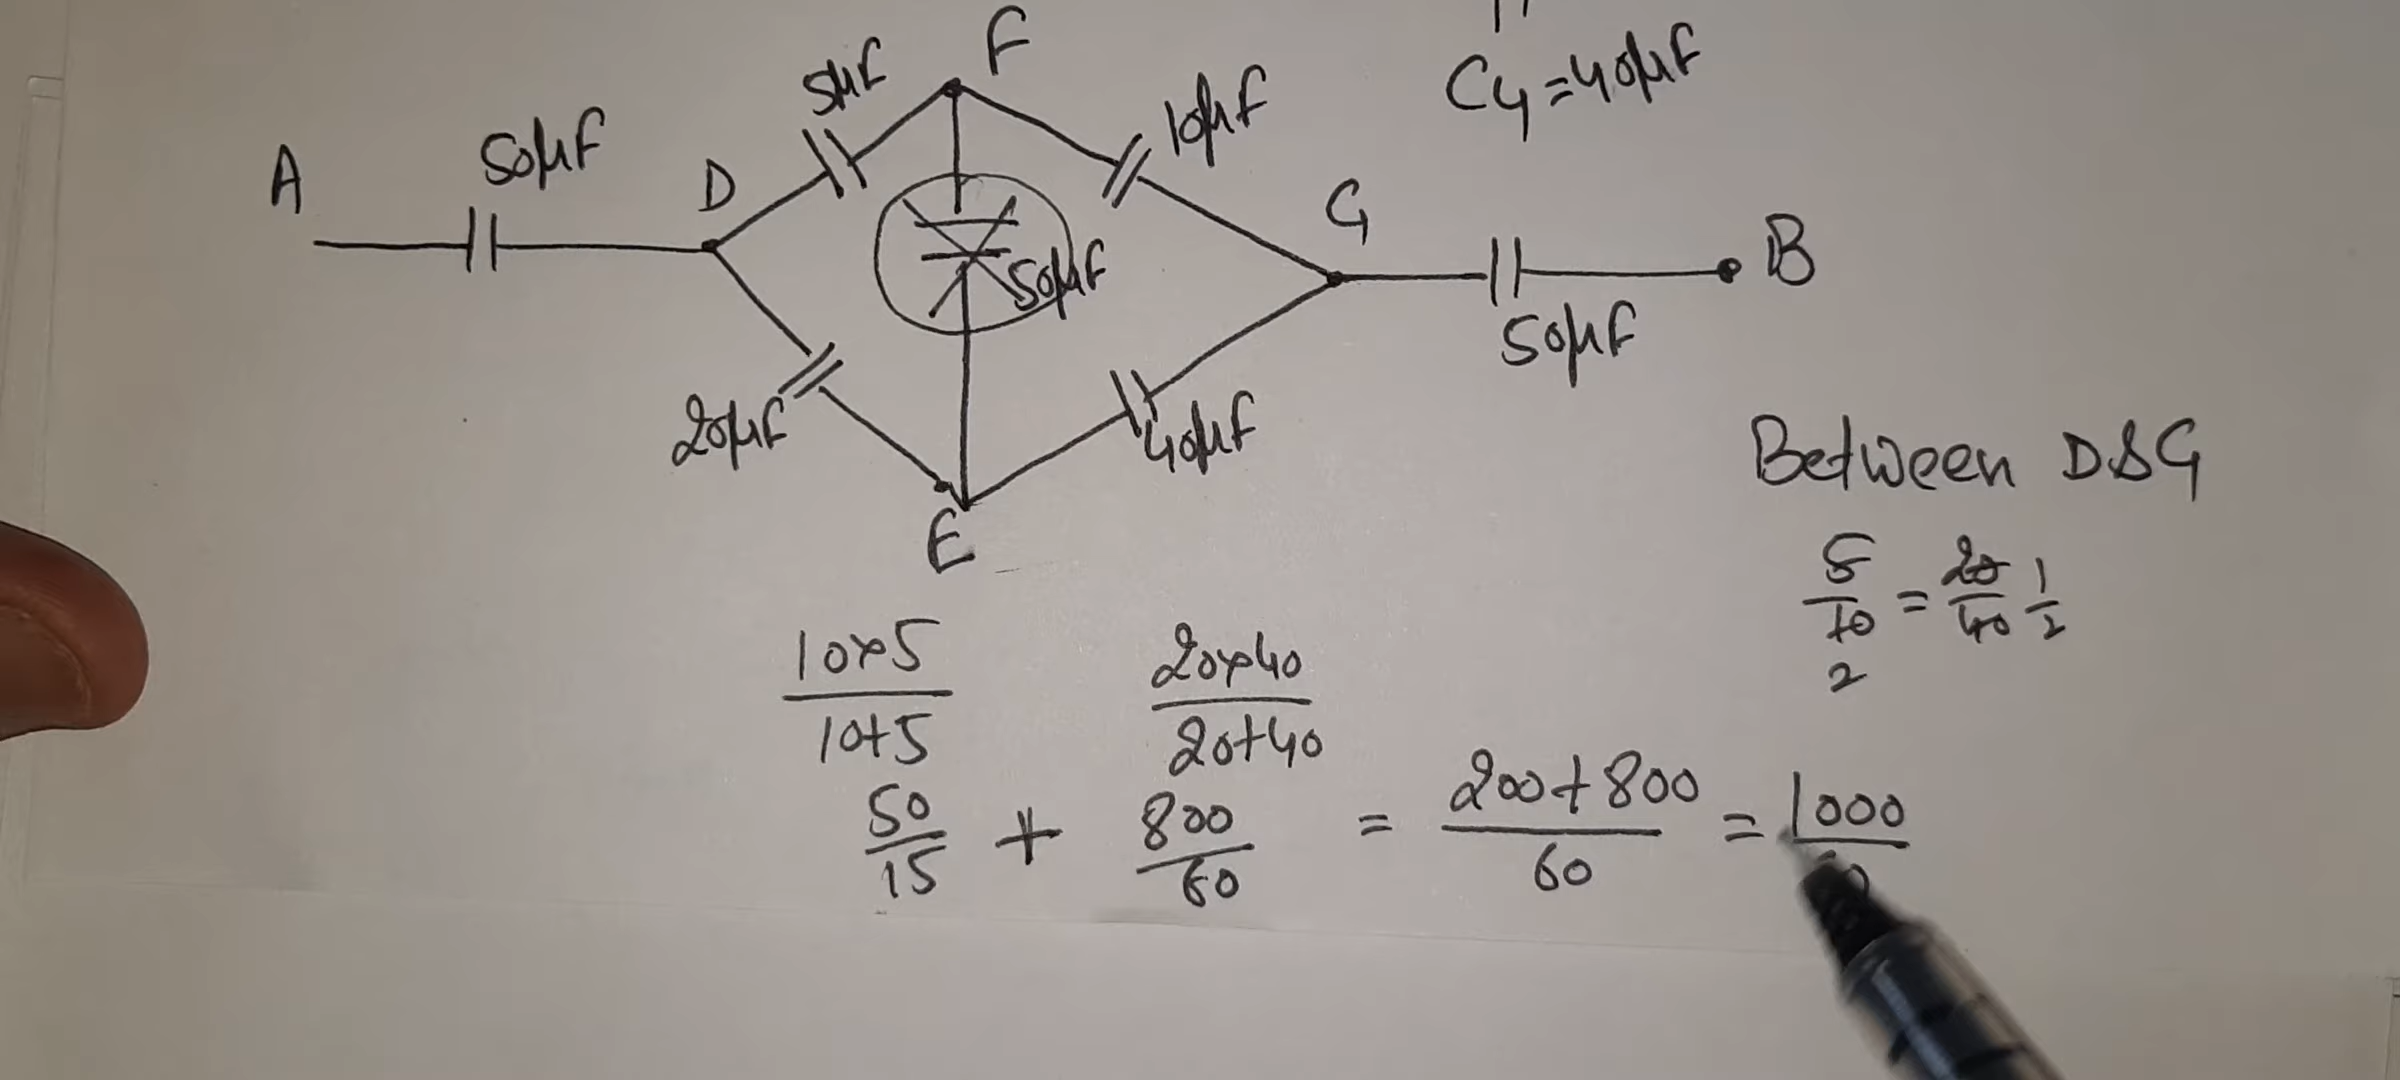 F
5μF
10μF
C4=40μF
A
50μF
D
G
B
50μF
50μF
20μF
40μF
E
Between D&G
5/10 = 20/40 1/2
2
10×5/10+5
20×40/20+40
50/15 + 800/60 = 200+800/60 = 1000